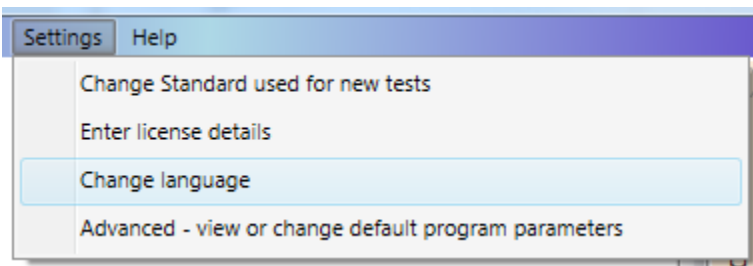 Settings Help
Change Standard used for new tests
Enter license details
Change language
Advanced - view or change default program parameters